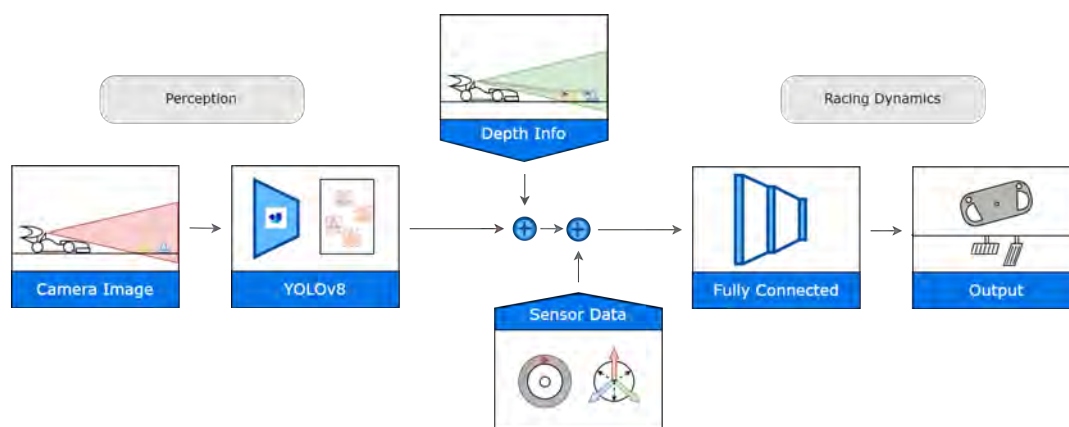 Perception
Racing Dynamics
Depth Info
Camera Image
YOLOv8
Sensor Data
Fully Connected
Output